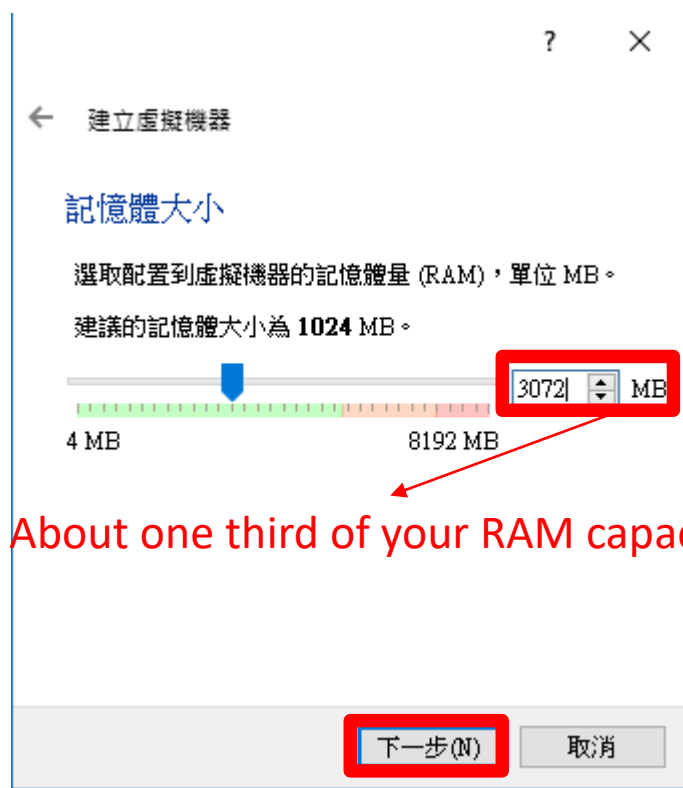 ?
建立虛擬機器
記憶體大小
選取配置到虛擬機器的記憶體量 (RAM)，單位 MB。
建議的記憶體大小為 1024 MB。
3072 MB
4 MB 8192 MB
About one third of your RAM capac
下一步(N) 取消